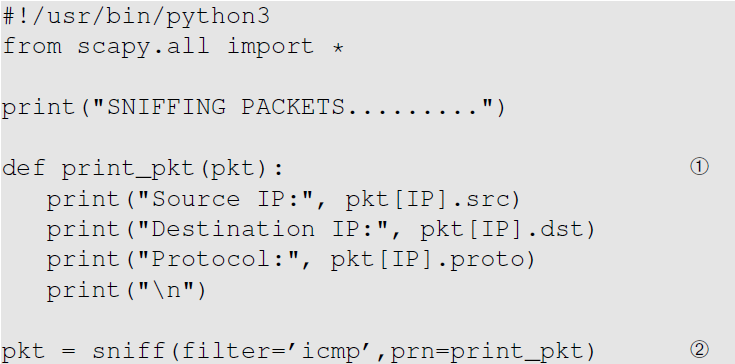 #!/usr/bin/python3
from scapy.all import *
print("SNIFFING PACKETS.........")
def print_pkt(pkt): ①
   print("Source IP:", pkt[IP].src)
   print("Destination IP:", pkt[IP].dst)
   print("Protocol:", pkt[IP].proto)
   print("\n")
pkt = sniff(filter=’icmp’,prn=print_pkt) ②